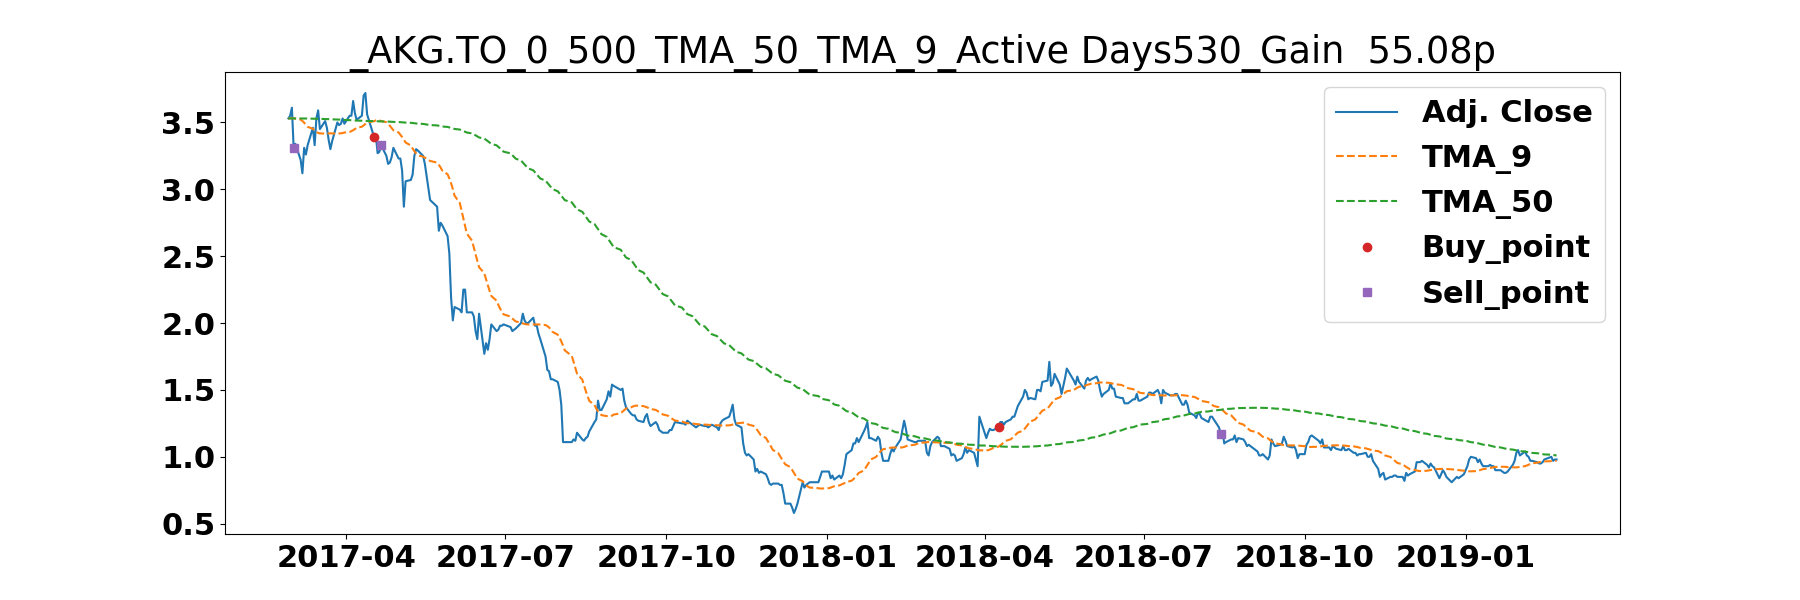 _AKG.TO_0_500_TMA_50_TMA_9_Active Days530_Gain  55.08p
Adj. Close
TMA_9
TMA_50
Buy_point
Sell_point
3.5
3.0
2.5
2.0
1.5
1.0
0.5
2017-04 2017-07 2017-10 2018-01 2018-04 2018-07 2018-10 2019-01